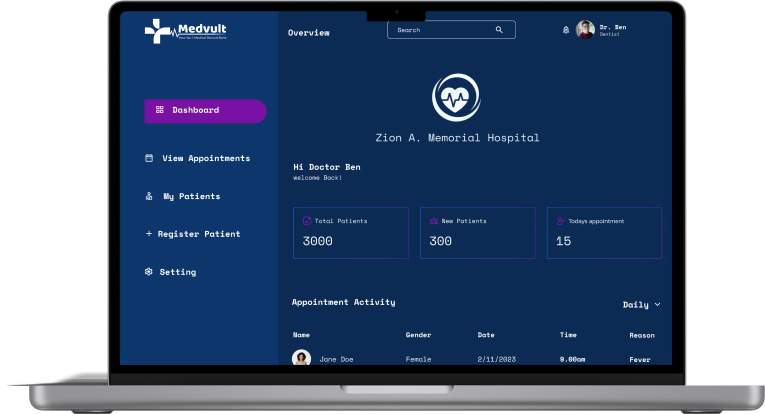 Medvult
Overview
Search
Dr. Ben
Dentist
Dashboard
View Appointments
My Patients
+ Register Patient
Setting
Zion A. Memorial Hospital
Hi Doctor Ben
welcome Back!
Total Patients
3000
New Patients
300
Todays appointment
15
Appointment Activity
Daily
Name Gender Date Time Reason
Jane Doe Female 2/11/2023 9.00am Fever